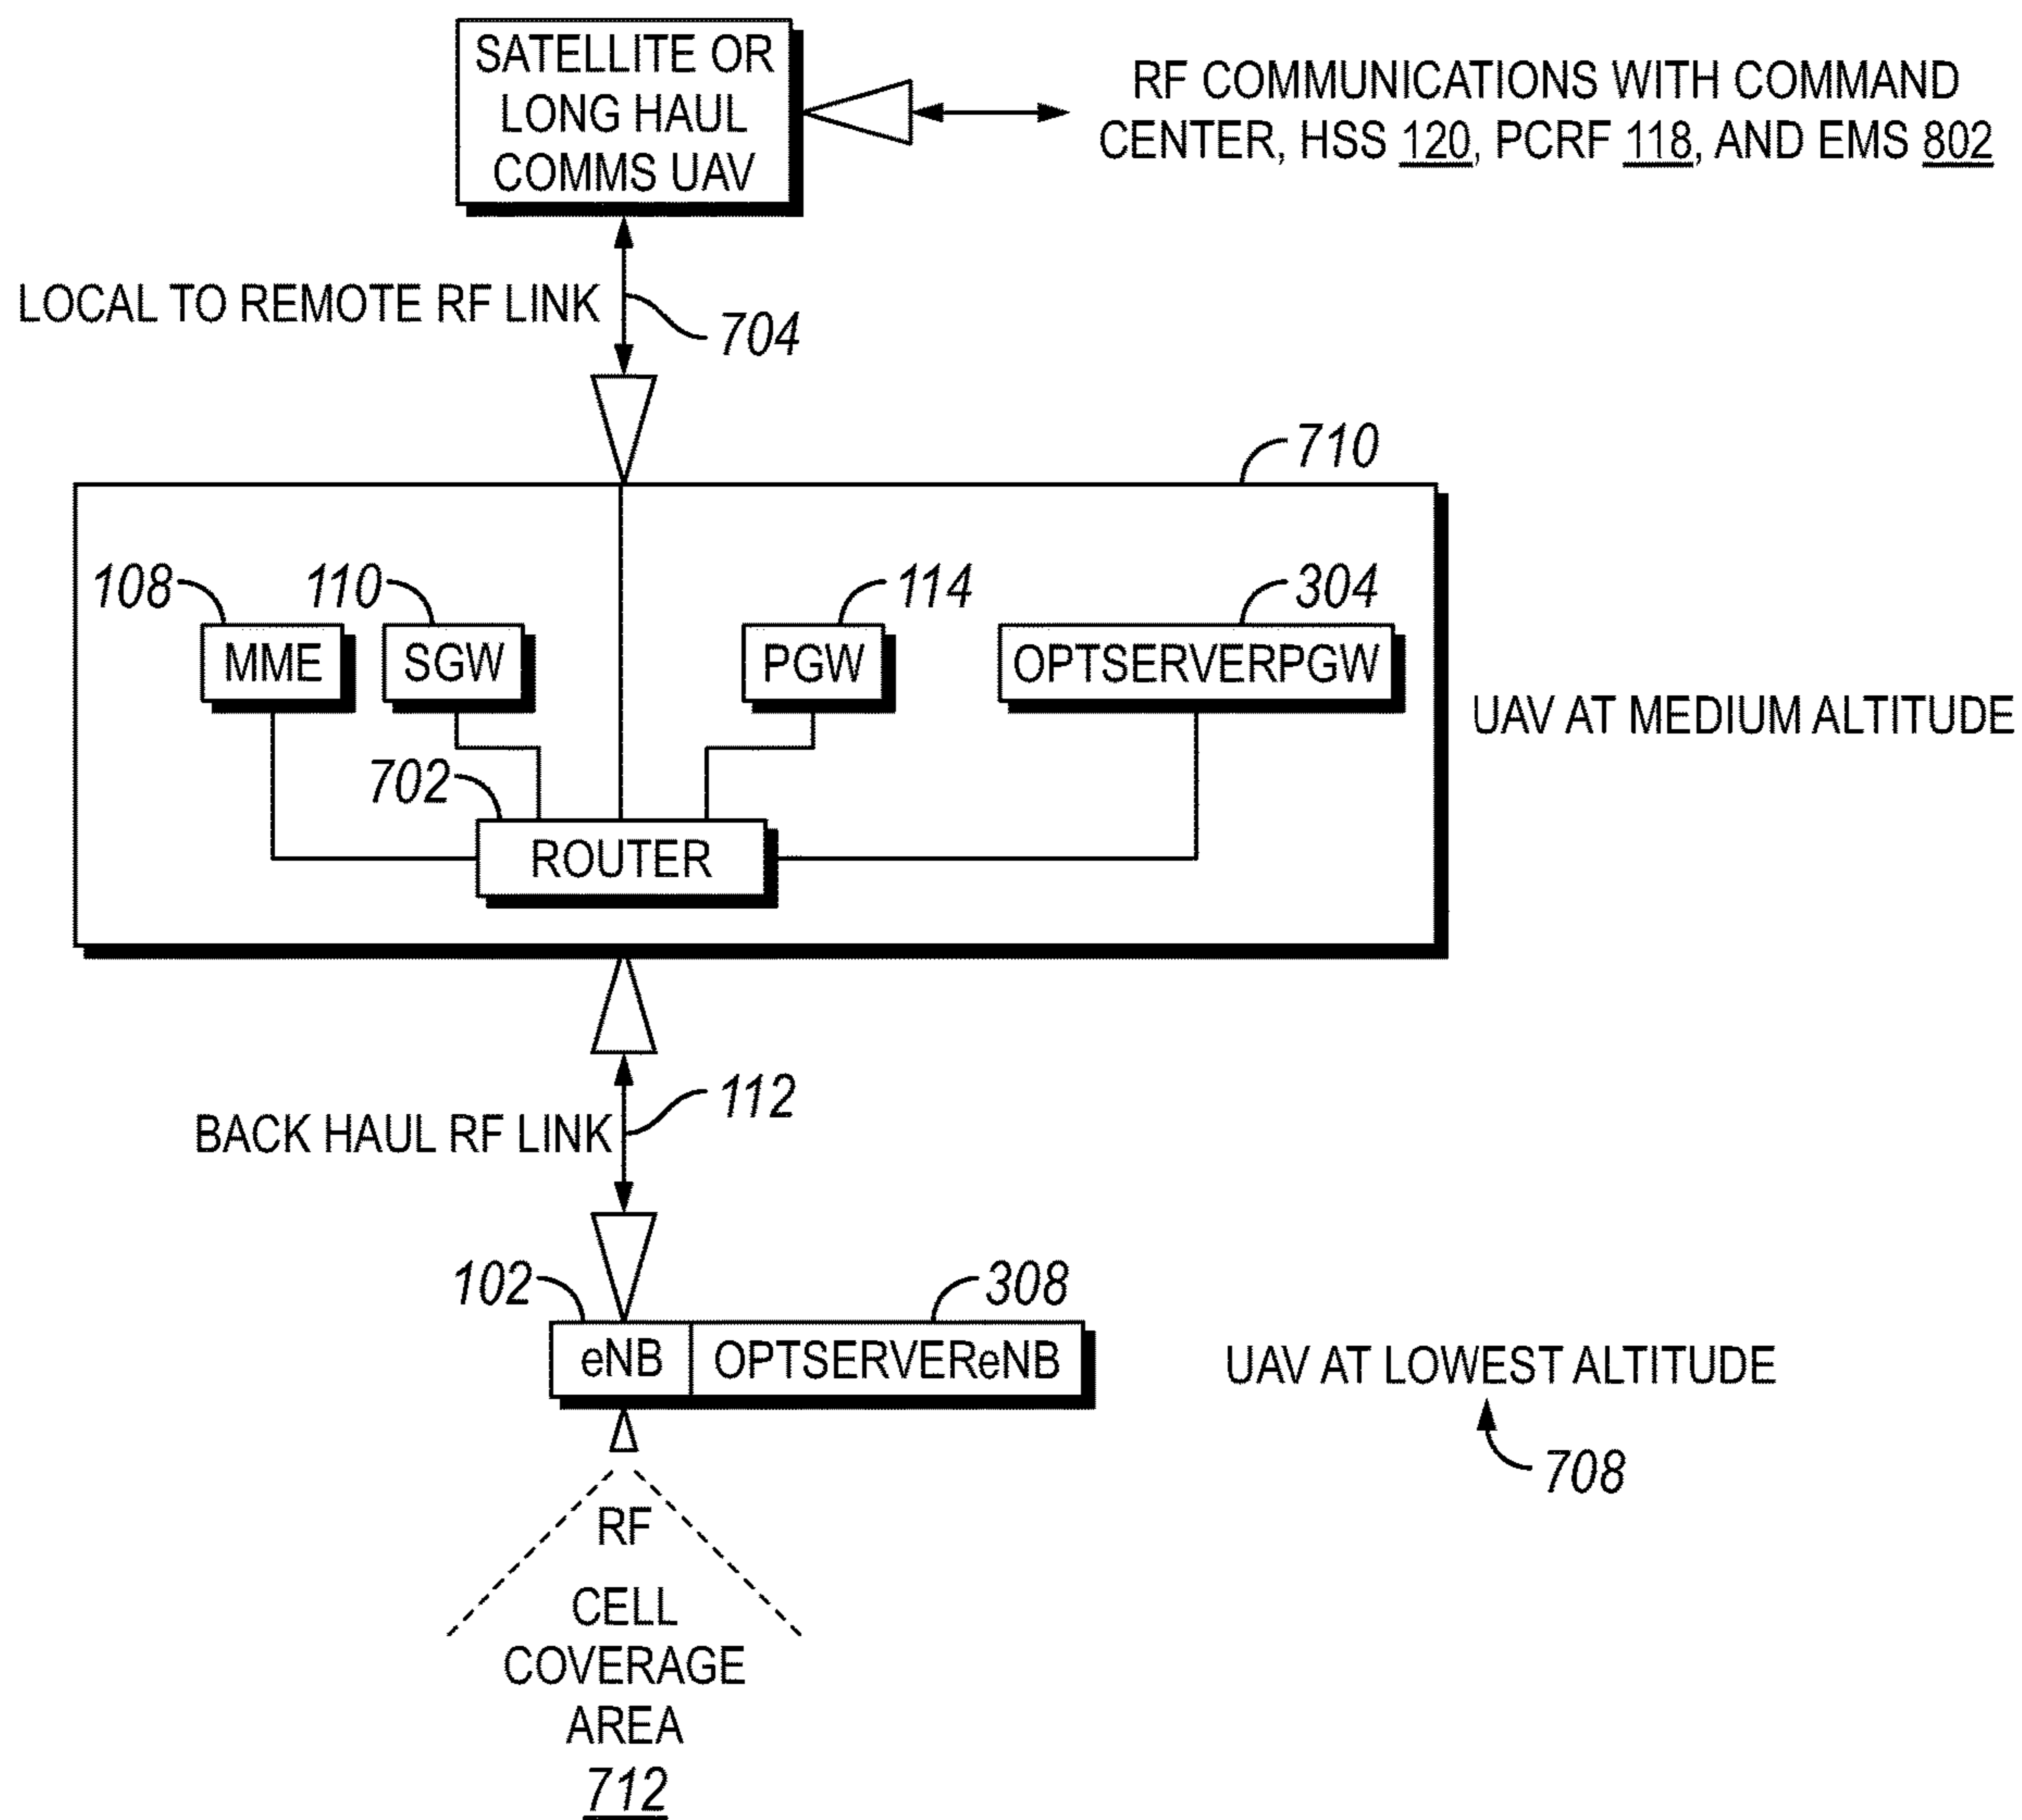 SATELLITE OR
LONG HAUL
COMMS UAV
RF COMMUNICATIONS WITH COMMAND
CENTER, HSS 120, PCRF 118, AND EMS 802
LOCAL TO REMOTE RF LINK
704
710
108
110
114
304
MME
SGW
PGW
OPTSERVERPGW
UAV AT MEDIUM ALTITUDE
702
ROUTER
112
BACK HAUL RF LINK
102
308
eNB
OPTSERVEReNB
UAV AT LOWEST ALTITUDE
708
RF
CELL
COVERAGE
AREA
712